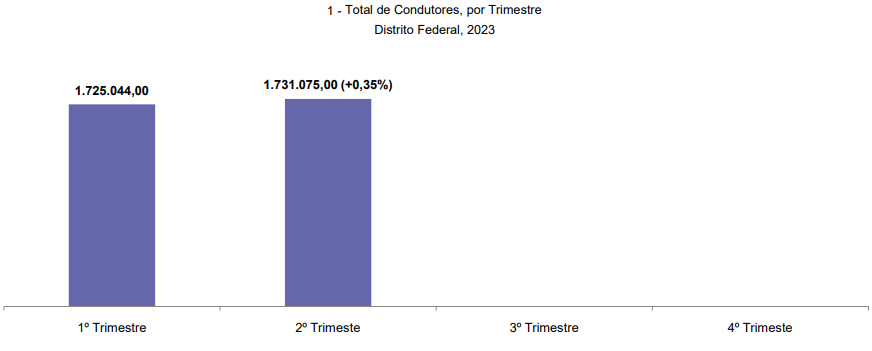 1 - Total de Condutores, por Trimestre
Distrito Federal, 2023
1.725.044,00
1.731.075,00 (+0,35%)
1º Trimestre
2º Trimeste
3º Trimestre
4º Trimeste